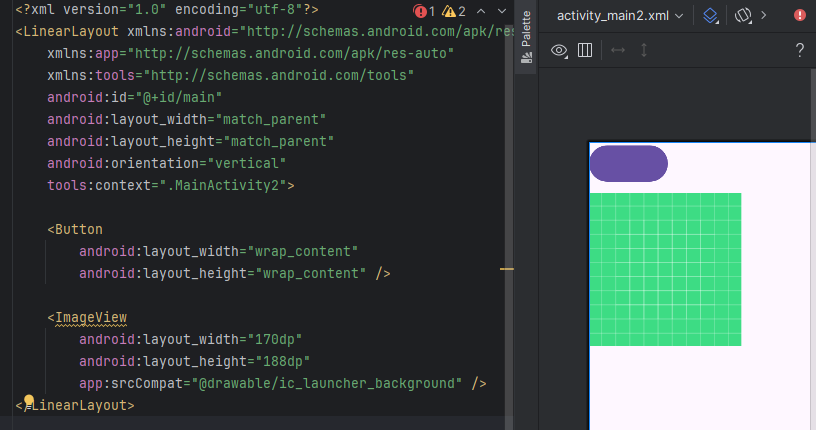 <?xml version="1.0" encoding="utf-8"?>
1 2
<LinearLayout xmlns:android="http://schemas.android.com/apk/res
xmlns:app="http://schemas.android.com/apk/res-auto"
xmlns:tools="http://schemas.android.com/tools"
android:id="@+id/main"
android:layout_width="match_parent"
android:layout_height="match_parent"
android:orientation="vertical"
tools:context=".MainActivity2">
<Button
android:layout_width="wrap_content"
android:layout_height="wrap_content" />
<ImageView
android:layout_width="170dp"
android:layout_height="188dp"
app:srcCompat="@drawable/ic_launcher_background" />
</LinearLayout>
Palette
activity_main2.xml
?